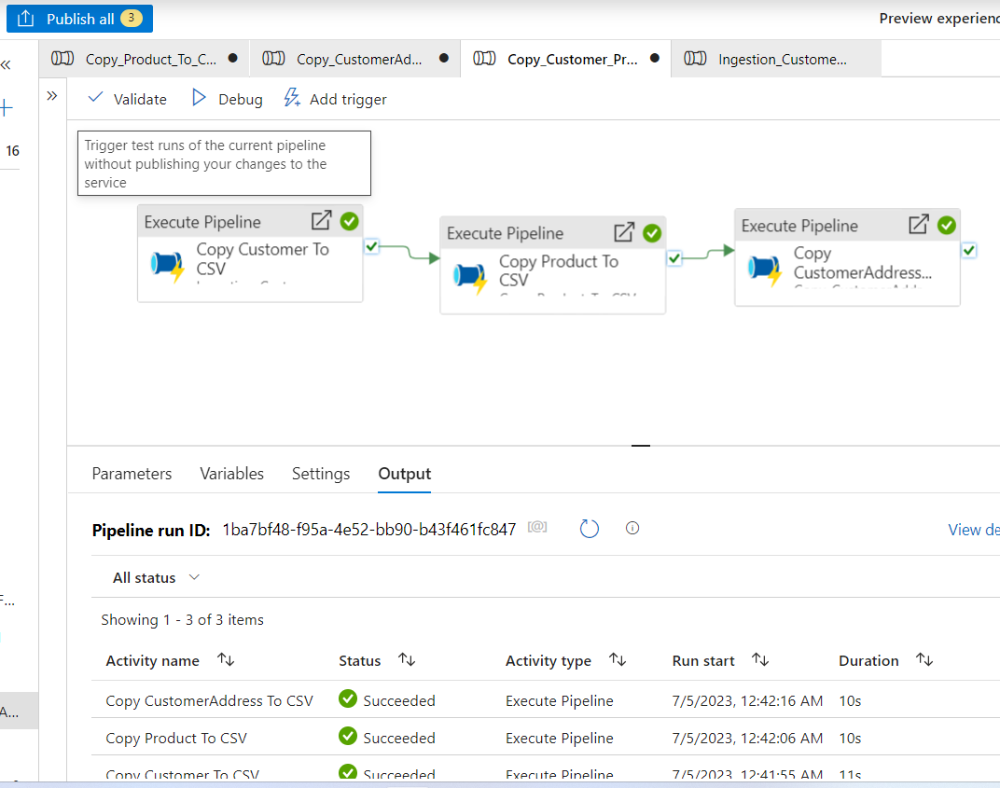 Publish all 3
Preview experienc
Copy_Product_To_C...
Copy_CustomerAd...
Copy_Customer_Pr...
Ingestion_Custome...
Validate
Debug
Add trigger
16
Trigger test runs of the current pipeline
without publishing your changes to the
service
Execute Pipeline
Copy Customer To
CSV
Execute Pipeline
Copy Product To
CSV
Copy Product To CSV
Execute Pipeline
Copy
CustomerAddress...
Parameters
Variables
Settings
Output
Pipeline run ID: 1ba7bf48-f95a-4e52-bb90-b43f461fc847 [@]
View de
F...
All status
Showing 1 - 3 of 3 items
Activity name Status Activity type Run start Duration
A...
Copy CustomerAddress To CSV Succeeded Execute Pipeline 7/5/2023, 12:42:16 AM 10s
Copy Product To CSV Succeeded Execute Pipeline 7/5/2023, 12:42:06 AM 10s
Copy Customer To CSV Succeeded Execute Pipeline 7/5/2023, 12:41:55 AM 11s